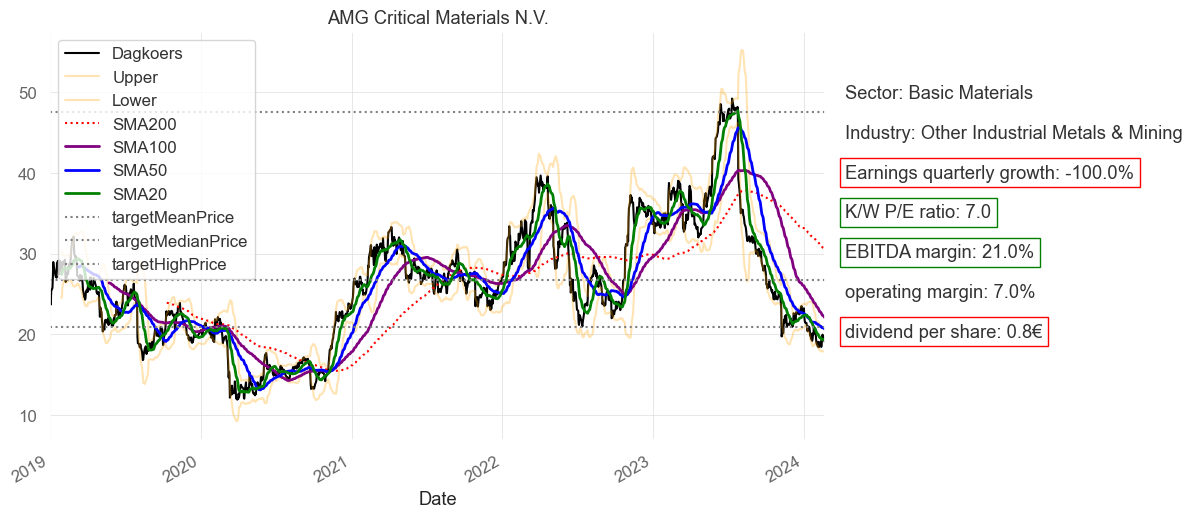 AMG Critical Materials N.V.
Dagkoers
Upper
Lower
SMA200
SMA100
SMA50
SMA20
targetMeanPrice
targetMedianPrice
targetHighPrice
50
40
30
20
10
2019
2020
2021
2022
2023
2024
Date
Sector: Basic Materials
Industry: Other Industrial Metals & Mining
Earnings quarterly growth: -100.0%
K/W P/E ratio: 7.0
EBITDA margin: 21.0%
operating margin: 7.0%
dividend per share: 0.8€